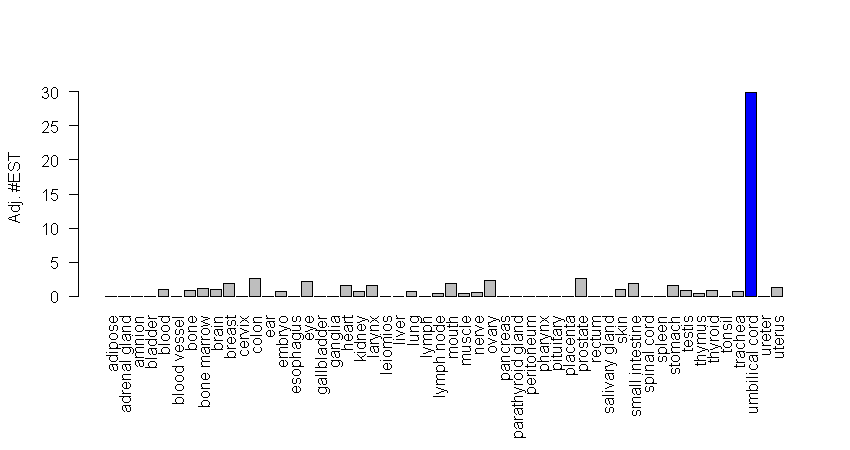 Adj. #EST
30
25
20
15
10
5
0
adipose
adrenal gland
amnion
bladder
blood
blood vessel
bone
bone marrow
brain
breast
cervix
colon
ear
embryo
esophagus
eye
gallbladder
ganglia
heart
kidney
larynx
leiomios
liver
lung
lymph
lymph node
mouth
muscle
nerve
ovary
pancreas
parathyroid gland
peritoneum
pharynx
pituitary
placenta
prostate
rectum
salivary gland
skin
small intestine
spinal cord
spleen
stomach
testis
thymus
thyroid
tonsil
trachea
umbilical cord
ureter
uterus